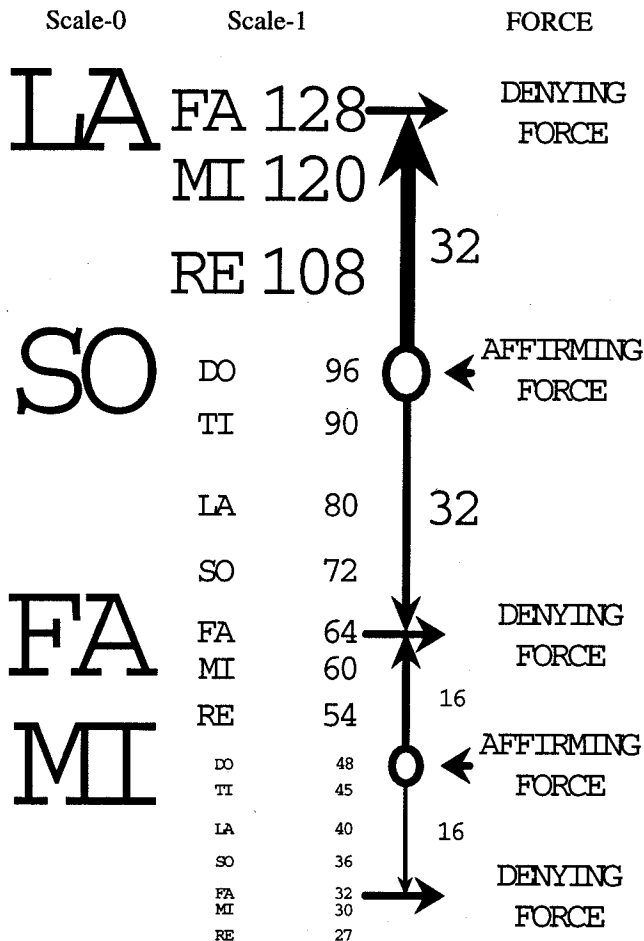 Scale-0 Scale-1 FORCE
LA FA 128 DENYING
FORCE
MI 120
32
RE 108
SO DO 96 AFFIRMING
FORCE
TI 90
LA 80 32
SO 72
FA FA 64 DENYING
FORCE
MI 60
RE 54 16
MI DO 48 AFFIRMING
FORCE
TI 45
LA 40 16
SO 36
FA 32 DENYING
FORCE
MI 30
RE 27